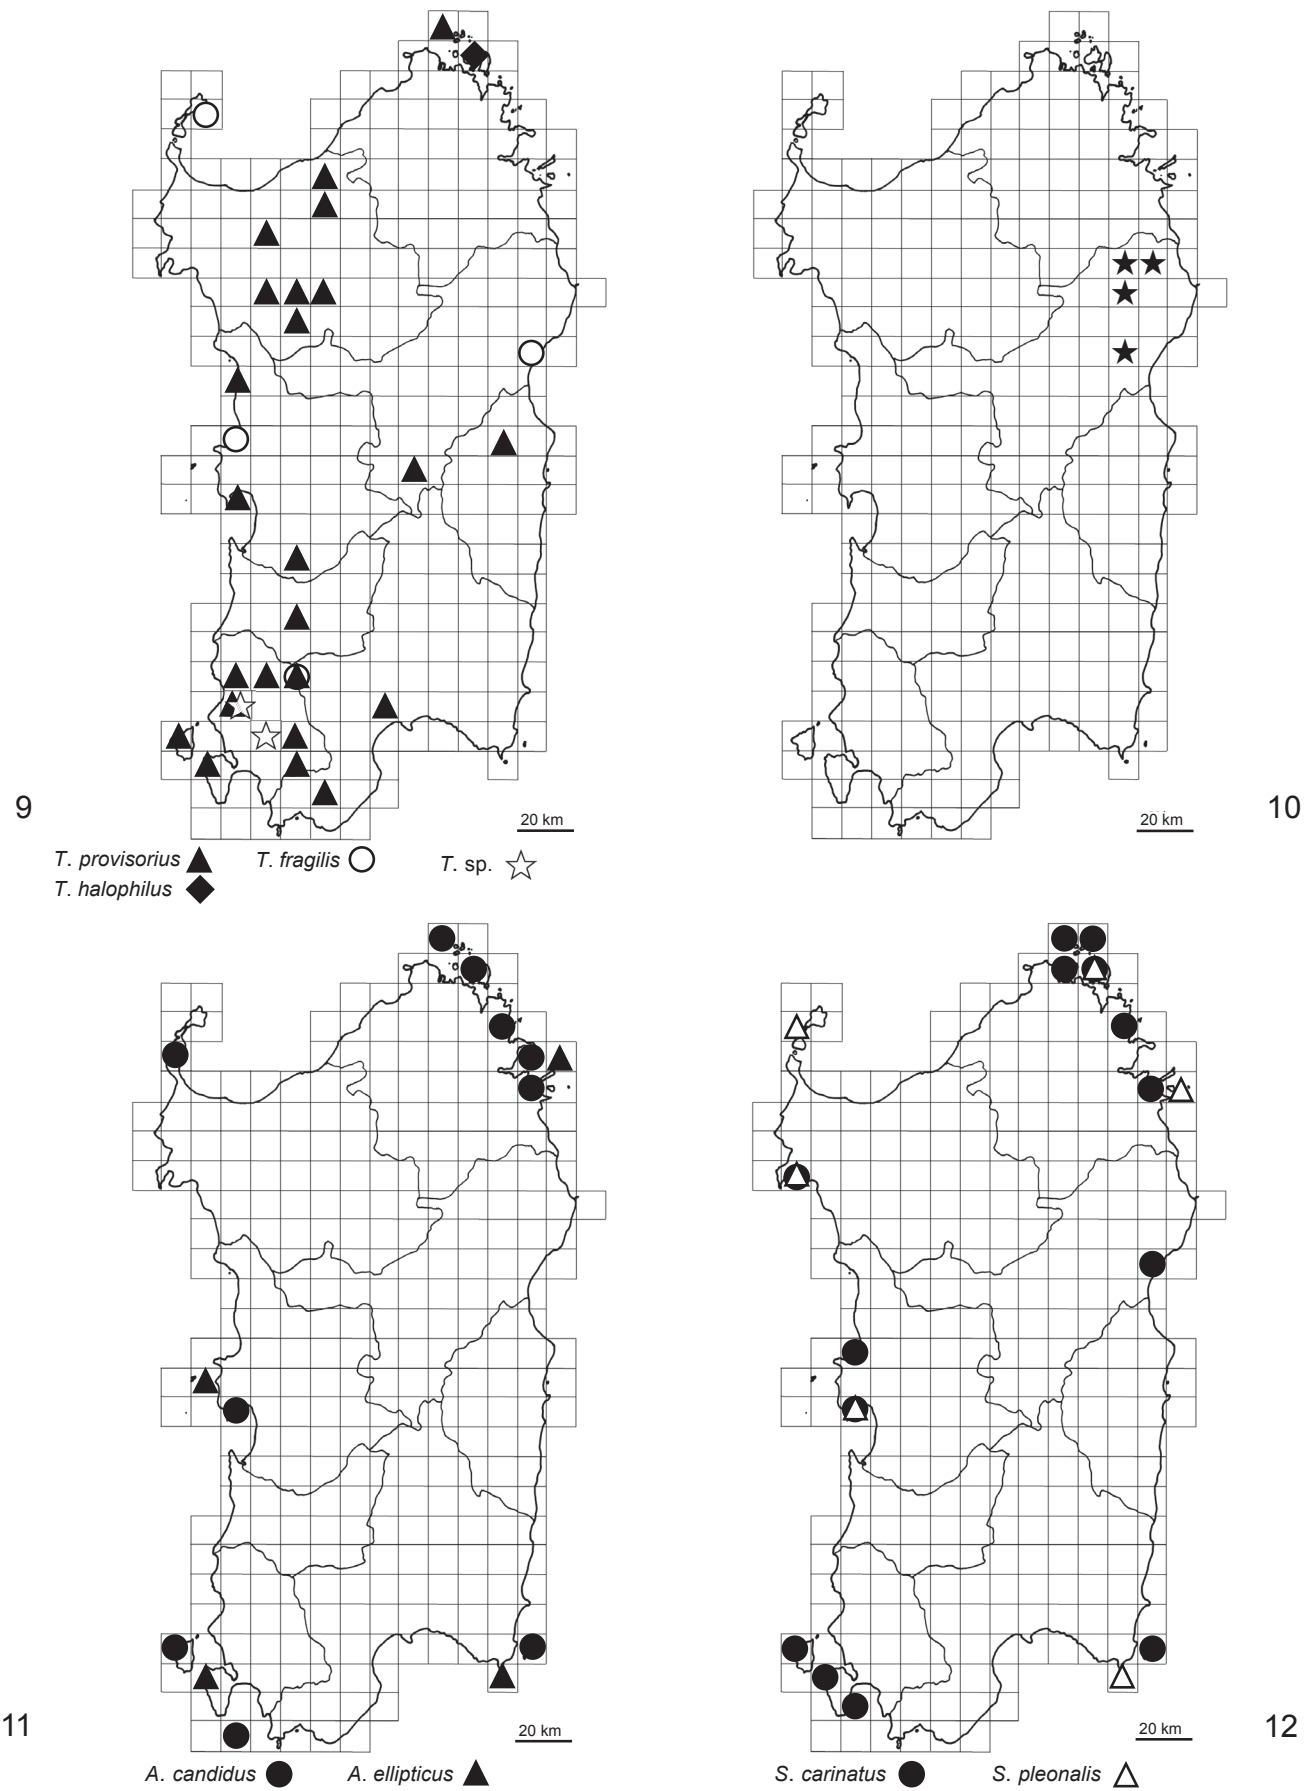 9
20 km
T. provisorius
T. fragilis
T. sp.
T. halophilus
10
20 km
11
20 km
A. candidus
A. ellipticus
12
20 km
S. carinatus
S. pleonalis